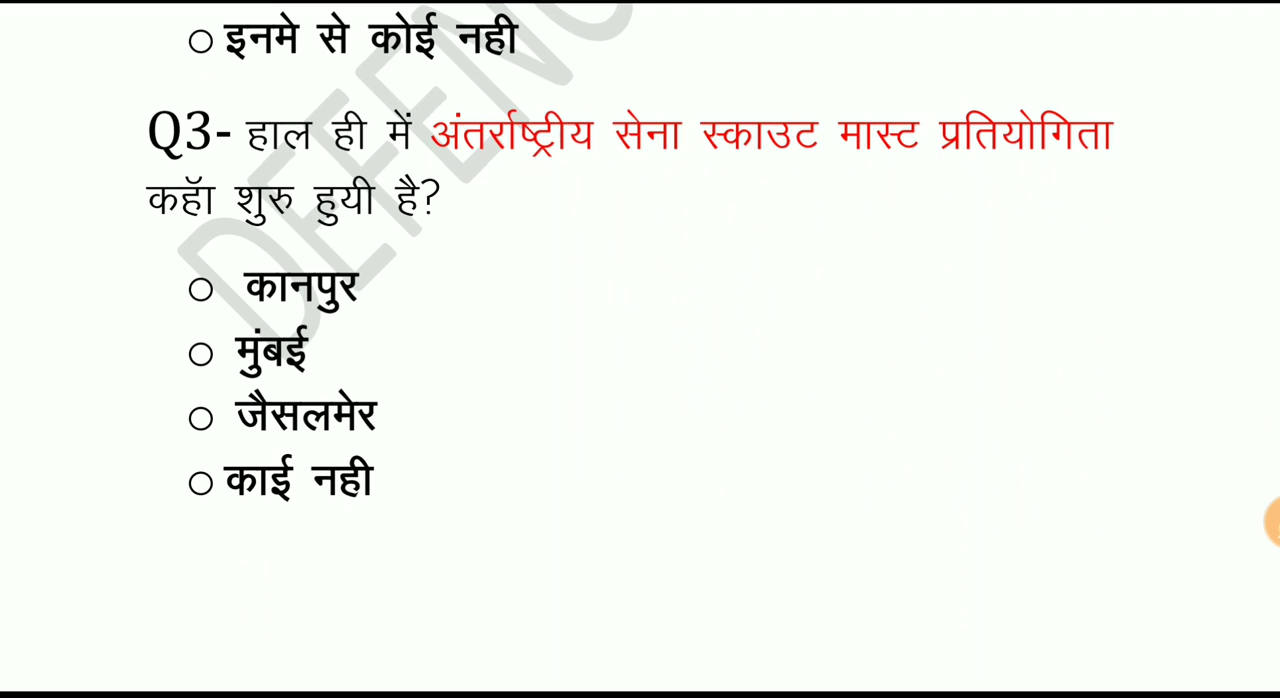 ○ इनमे से कोई नही
Q3- हाल ही में अंतर्राष्ट्रीय सेना स्काउट मास्ट प्रतियोगिता
कहॉ शुरु हुयी है?
○ कानपुर
○ मुंबई
○ जैसलमेर
○ काई नही